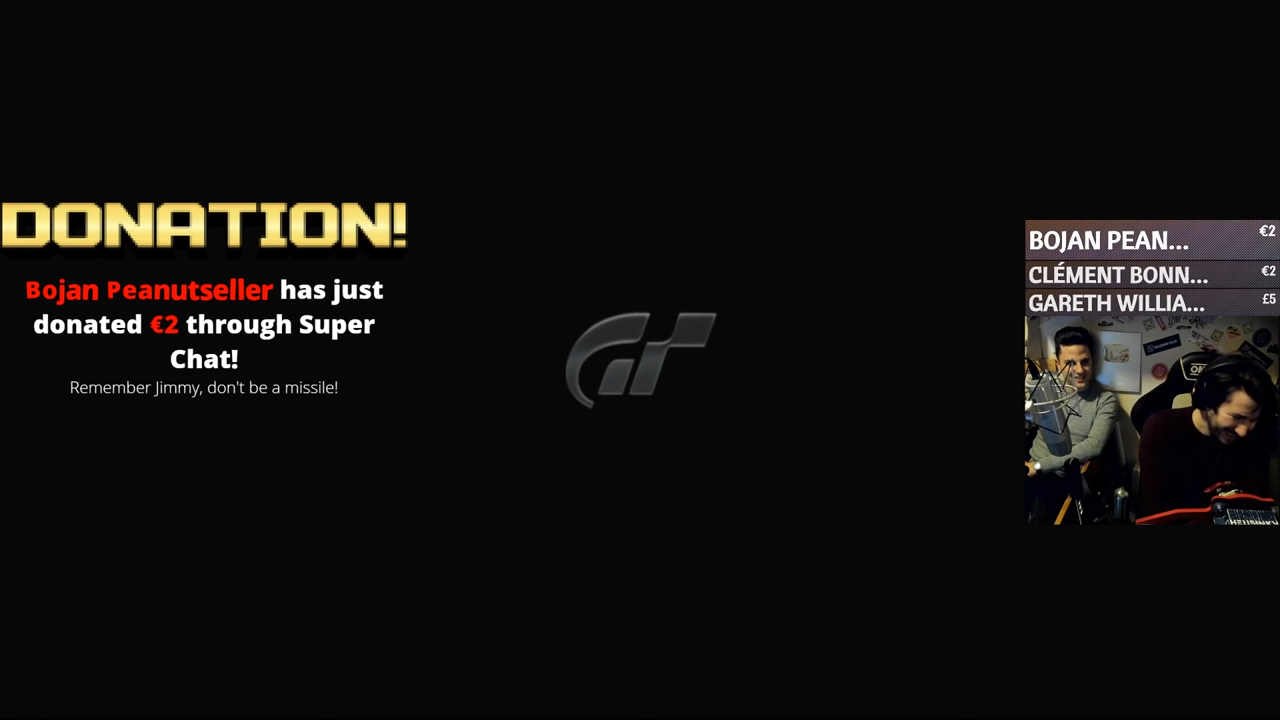 DONATION!
Bojan Peanutseller has just
donated €2 through Super
Chat!
Remember Jimmy, don't be a missile!
GT
BOJAN PEAN... €2
CLÉMENT BONN... €2
GARETH WILLIA... £5